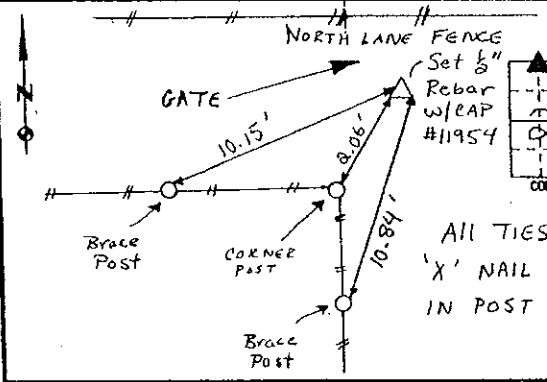 NORTH LANE FENCE
N
GATE
Set 1/2"
Rebar
W/CAP
#11954
10.15'
2.06'
10.84'
Brace
Post
CORNER
POST
Brace
Post
All TIES
'X' NAIL
IN POST